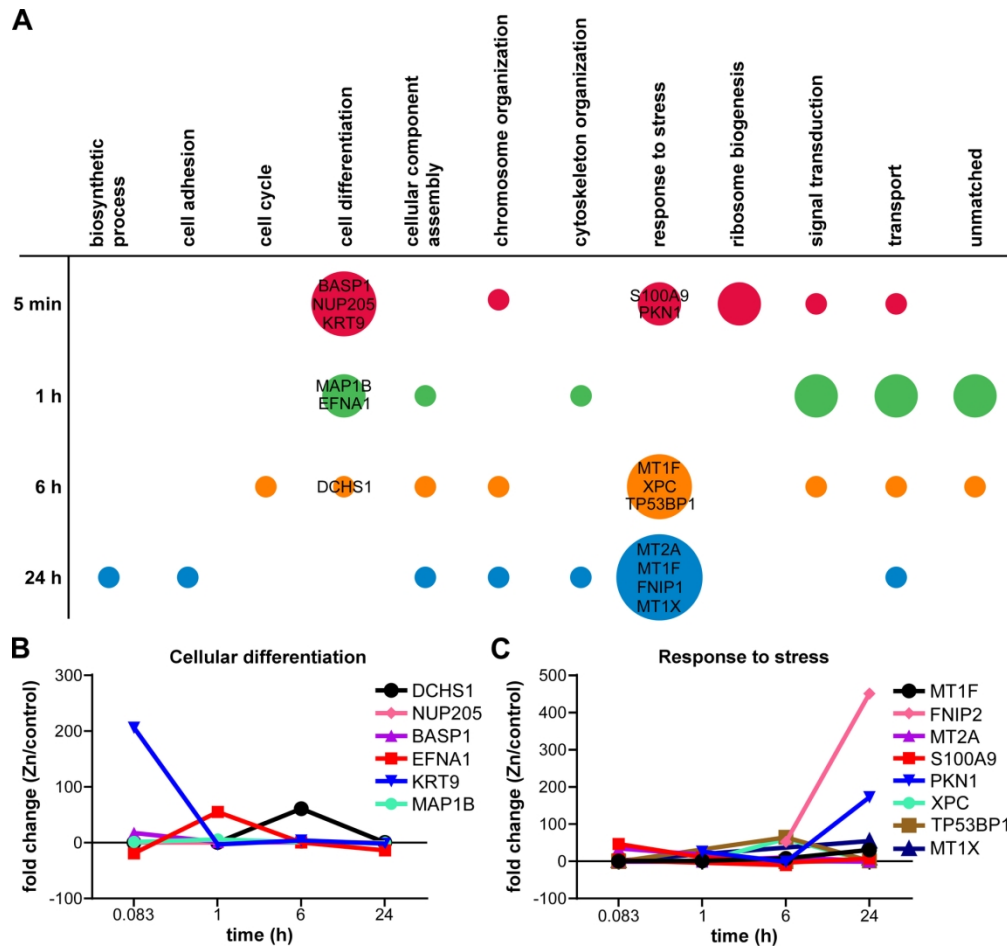 A
biosynthetic
process
cell adhesion
cell cycle
cell differentiation
cellular component
assembly
chromosome organization
cytoskeleton organization
response to stress
ribosome biogenesis
signal transduction
transport
unmatched
5 min
BASP1
NUP205
KRT9
S100A9
PKN1
1 h
MAP1B
EFNA1
6 h
DCHS1
MT1F
XPC
TP53BP1
24 h
MT2A
MT1F
FNIP1
MT1X
B
Cellular differentiation
fold change (Zn/control)
300
200
100
0
-100
0.083
1
6
24
time (h)
DCHS1
NUP205
BASP1
EFNA1
KRT9
MAP1B
C
Response to stress
fold change (Zn/control)
500
400
300
200
100
0
-100
0.083
1
6
24
time (h)
MT1F
FNIP2
MT2A
S100A9
PKN1
XPC
TP53BP1
MT1X